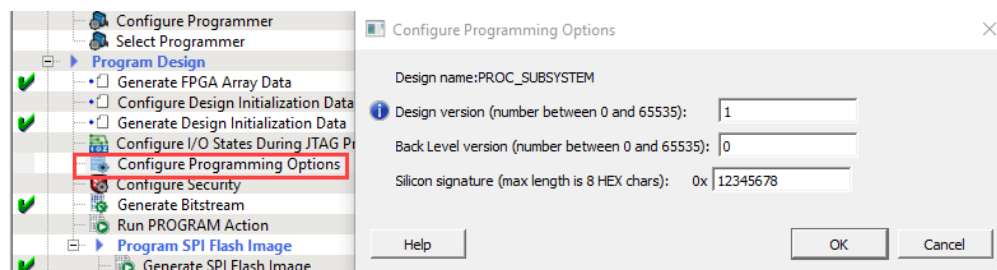 Configure Programmer
Select Programmer
Program Design
Generate FPGA Array Data
Configure Design Initialization Data
Generate Design Initialization Data
Configure I/O States During JTAG Pr
Configure Programming Options
Configure Security
Generate Bitstream
Run PROGRAM Action
Program SPI Flash Image
Generate SPI Flash Image
Configure Programming Options
Design name:PROC_SUBSYSTEM
Design version (number between 0 and 65535): 1
Back Level version (number between 0 and 65535): 0
Silicon signature (max length is 8 HEX chars): 0x 12345678
Help OK Cancel